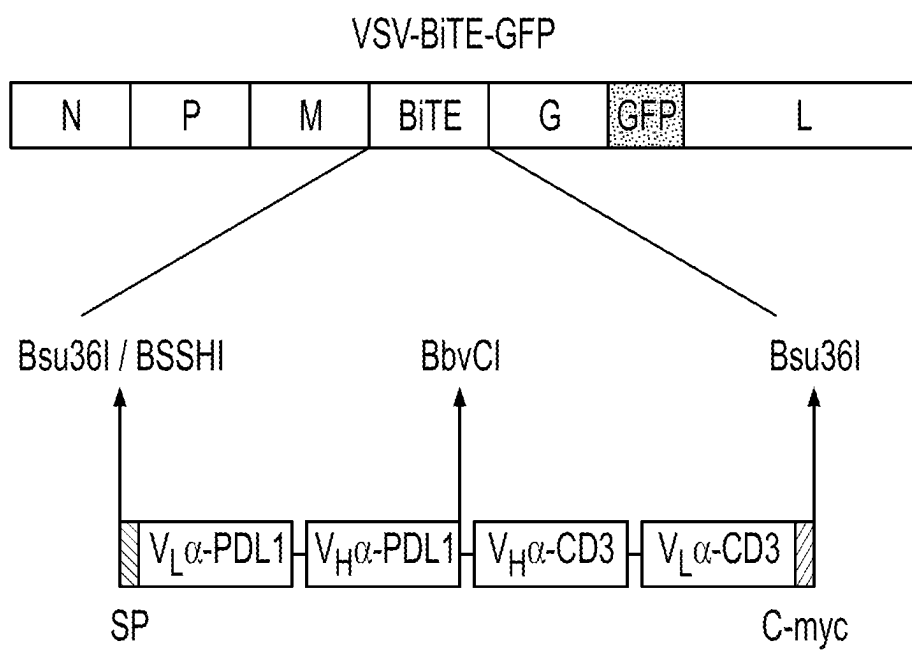 VSV-BiTE-GFP
N P M BiTE G GFP L
Bsu36I / BSSHI BbvCI Bsu36I
VLα-PDL1 VHα-PDL1 VHα-CD3 VLα-CD3
SP C-myc